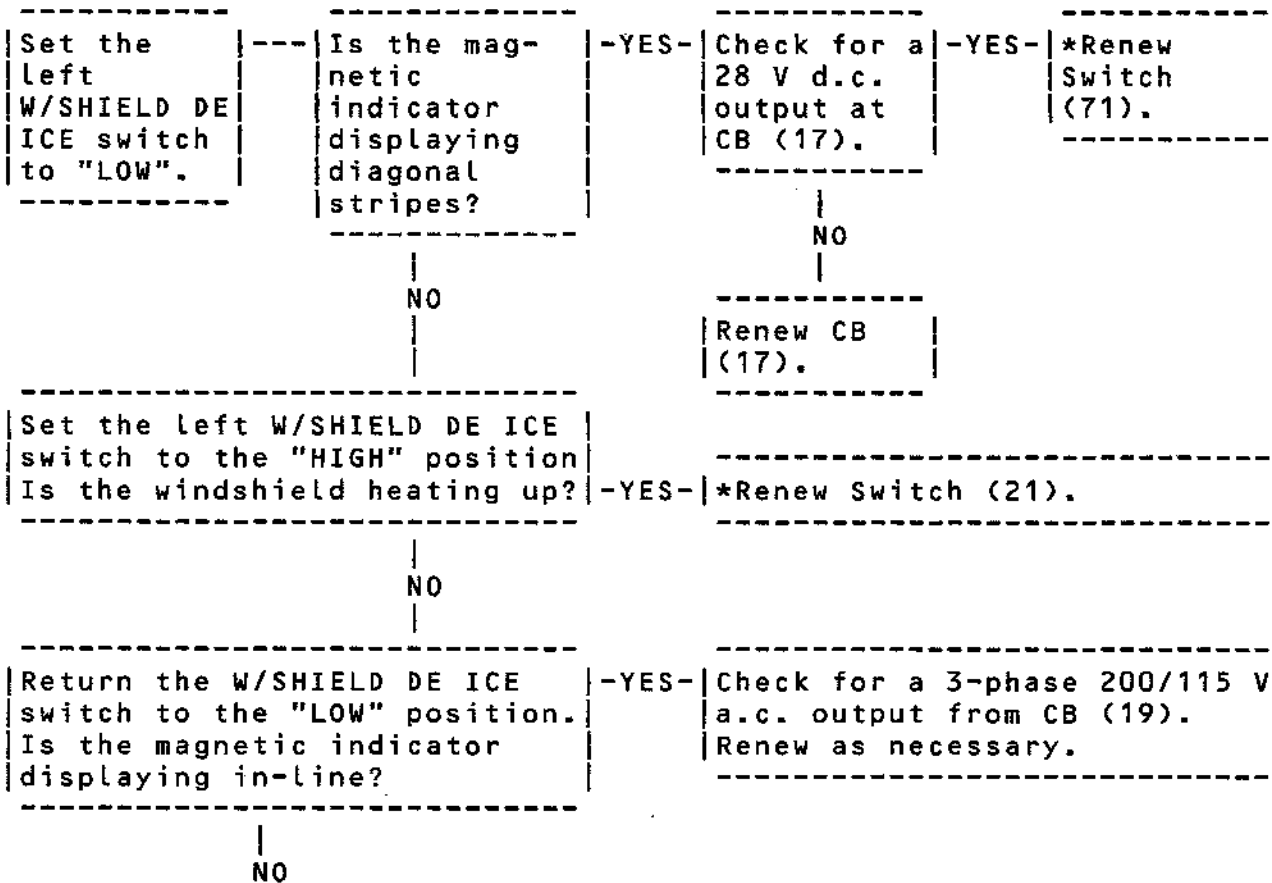 Set the
left
W/SHIELD DE
ICE switch
to "LOW".
Is the mag-
netic
indicator
displaying
diagonal
stripes?
-YES-
Check for a
28 V d.c.
output at
CB (17).
-YES-
*Renew
Switch
(71).
NO
Renew CB
(17).
NO
Set the left W/SHIELD DE ICE
switch to the "HIGH" position
Is the windshield heating up?
-YES-
*Renew Switch (21).
NO
Return the W/SHIELD DE ICE
switch to the "LOW" position.
Is the magnetic indicator
displaying in-line?
-YES-
Check for a 3-phase 200/115 V
a.c. output from CB (19).
Renew as necessary.
NO